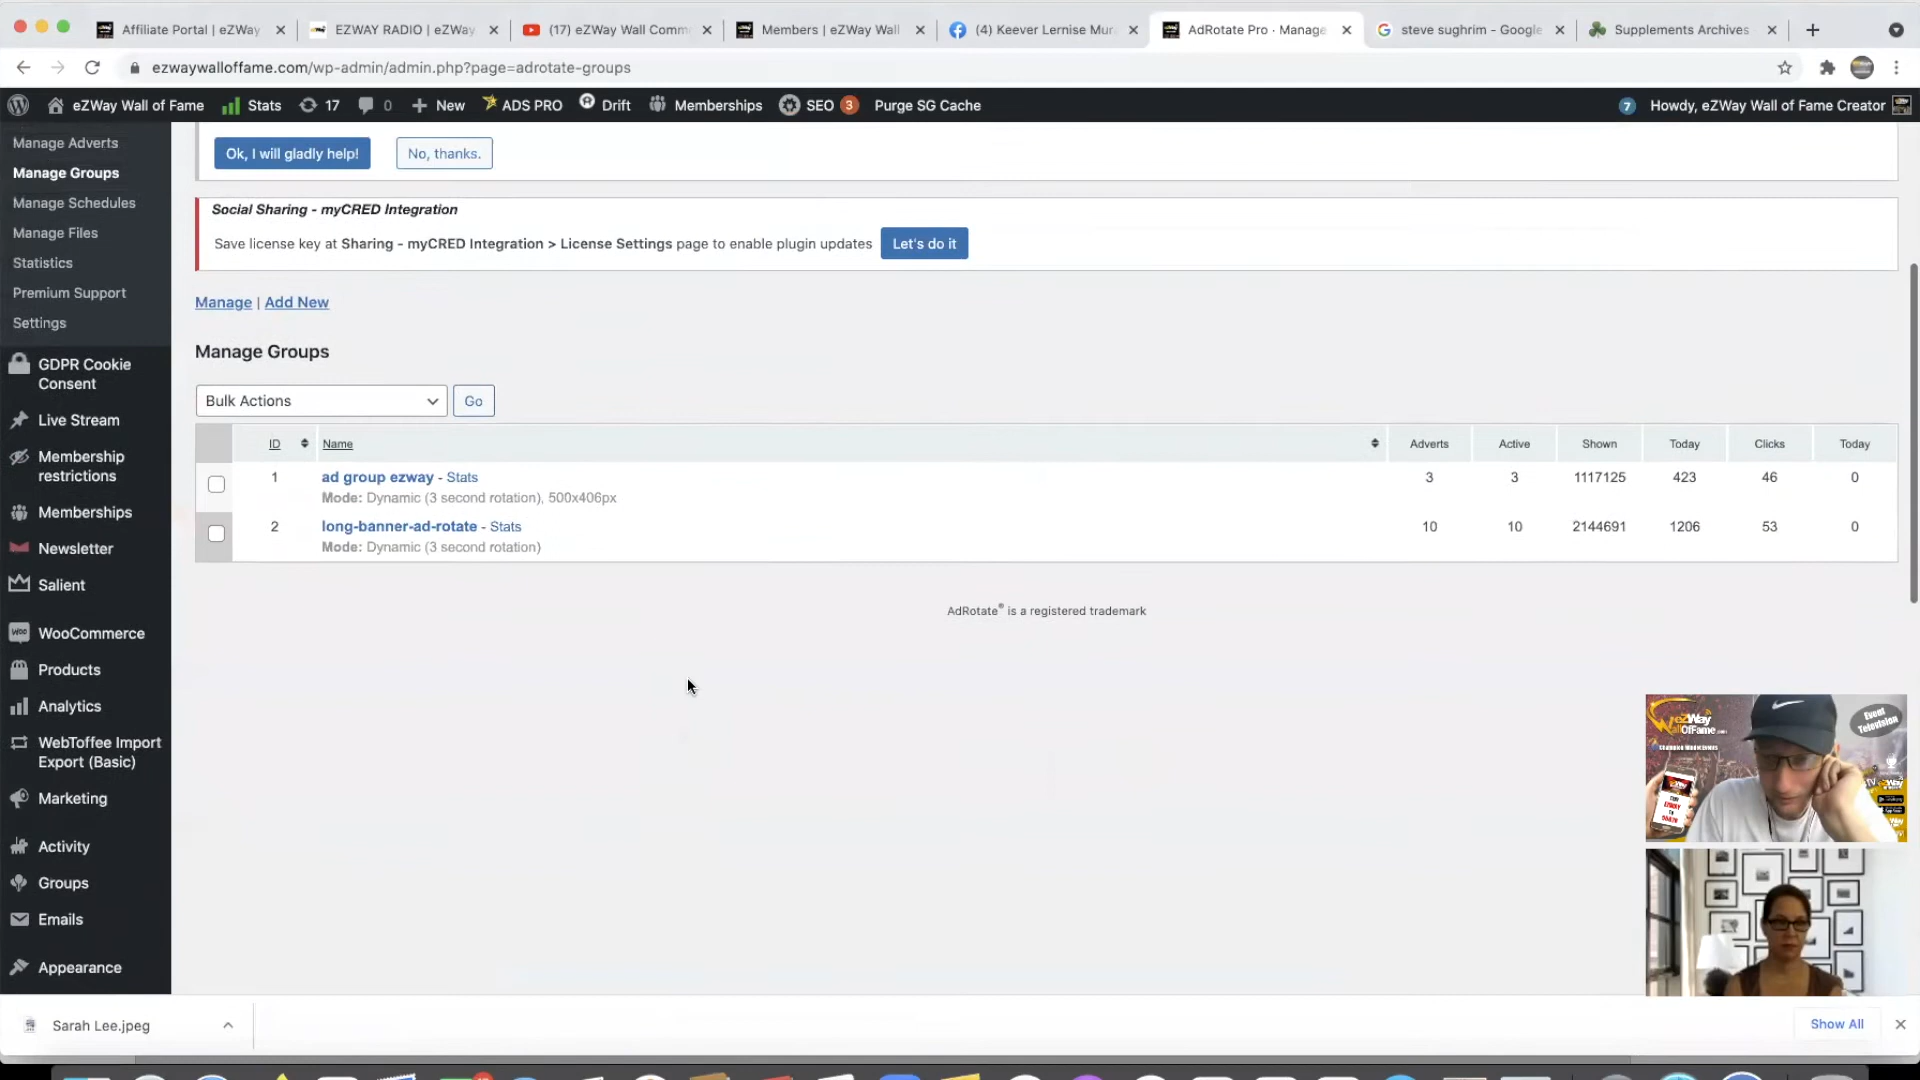 Affiliate Portal | eZWay
EZWAY RADIO | eZWay
(17) eZWay Wall Comm
Members | eZWay Wall
(4) Keever Lernise Mur
AdRotate Pro · Manage
steve sughrim - Google
Supplements Archives
ezwaywalloffame.com/wp-admin/admin.php?page=adrotate-groups
eZWay Wall of Fame Stats 17 0 New ADS PRO Drift Memberships SEO 3 Purge SG Cache 7 Howdy, eZWay Wall of Fame Creator
Manage Adverts
Manage Groups
Manage Schedules
Manage Files
Statistics
Premium Support
Settings
GDPR Cookie
Consent
Live Stream
Membership
restrictions
Memberships
Newsletter
Salient
WooCommerce
Products
Analytics
WebToffee Import
Export (Basic)
Marketing
Activity
Groups
Emails
Appearance
Ok, I will gladly help! No, thanks.
Social Sharing - myCRED Integration
Save license key at Sharing - myCRED Integration > License Settings page to enable plugin updates Let's do it
Manage | Add New
Manage Groups
Bulk Actions Go
ID Name Adverts Active Shown Today Clicks Today
1 ad group ezway - Stats 3 3 1117125 423 46 0
Mode: Dynamic (3 second rotation), 500x406px
2 long-banner-ad-rotate - Stats 10 10 2144691 1206 53 0
Mode: Dynamic (3 second rotation)
AdRotate® is a registered trademark
eZWay
WallOfFame.com
Event
Television
Sarah Lee.jpeg
Show All